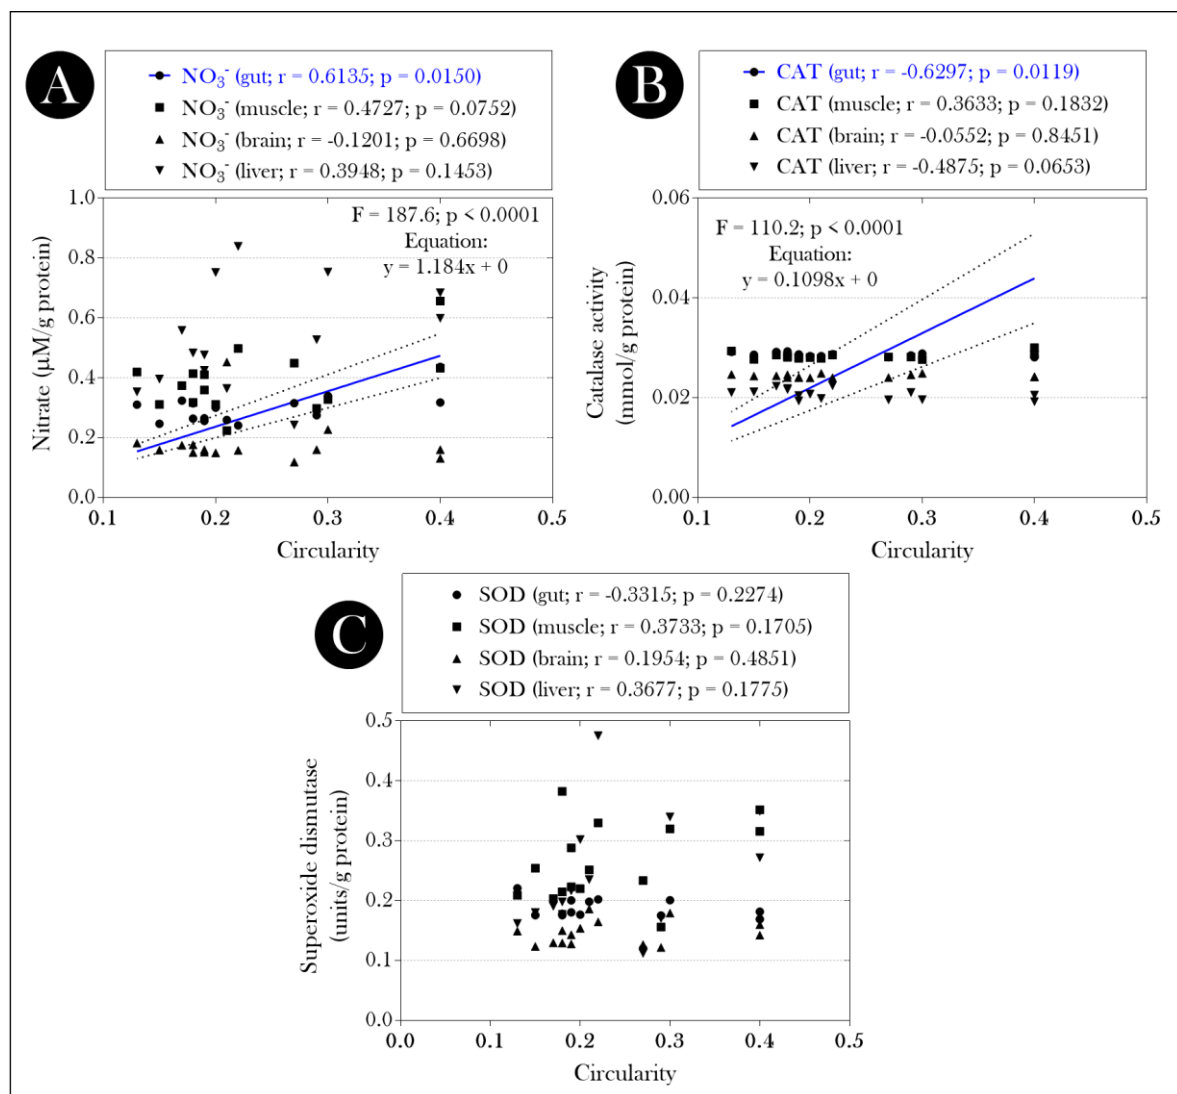 A
NO₃⁻ (gut; r = 0.6135; p = 0.0150)
NO₃⁻ (muscle; r = 0.4727; p = 0.0752)
NO₃⁻ (brain; r = -0.1201; p = 0.6698)
NO₃⁻ (liver; r = 0.3948; p = 0.1453)
F = 187.6; p < 0.0001
Equation:
y = 1.184x + 0
Nitrate (µM/g protein)
1.0
0.8
0.6
0.4
0.2
0.0
0.1 0.2 0.3 0.4 0.5
Circularity
B
CAT (gut; r = -0.6297; p = 0.0119)
CAT (muscle; r = 0.3633; p = 0.1832)
CAT (brain; r = -0.0552; p = 0.8451)
CAT (liver; r = -0.4875; p = 0.0653)
F = 110.2; p < 0.0001
Equation:
y = 0.1098x + 0
Catalase activity
(mmol/g protein)
0.06
0.04
0.02
0.00
0.1 0.2 0.3 0.4 0.5
Circularity
C
SOD (gut; r = -0.3315; p = 0.2274)
SOD (muscle; r = 0.3733; p = 0.1705)
SOD (brain; r = 0.1954; p = 0.4851)
SOD (liver; r = 0.3677; p = 0.1775)
Superoxide dismutase
(units/g protein)
0.5
0.4
0.3
0.2
0.1
0.0
0.0 0.1 0.2 0.3 0.4 0.5
Circularity